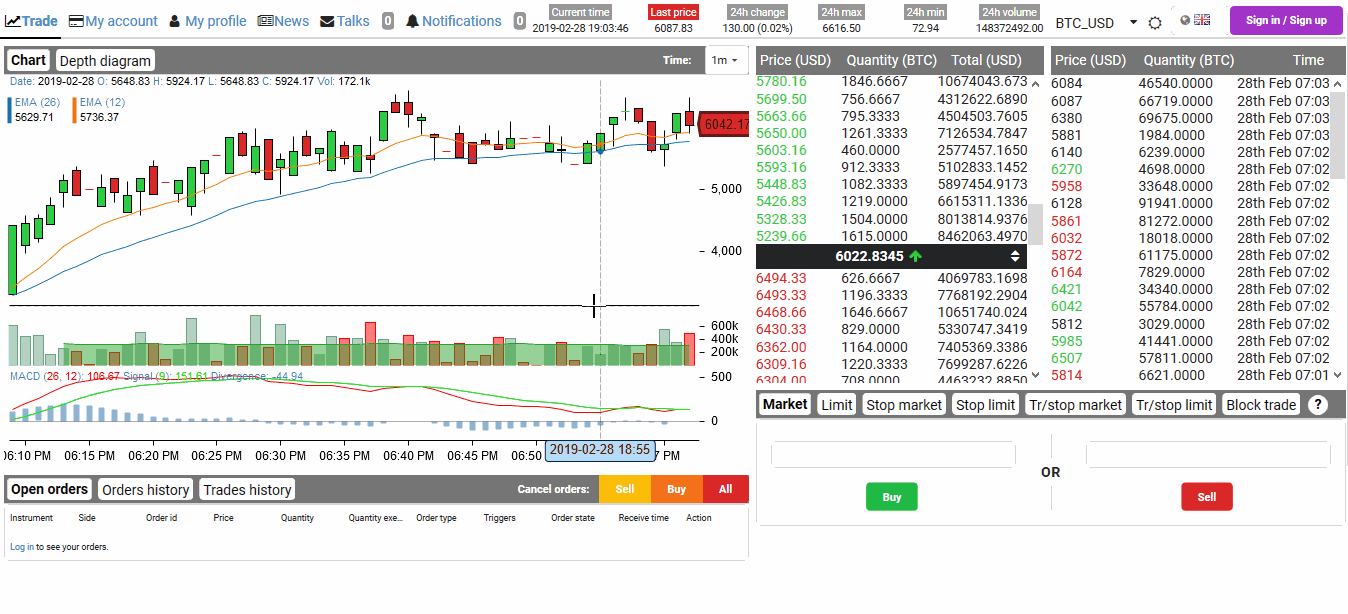 Trade My account My profile News Talks 0 Notifications 0
Current time 2019-02-28 19:03:46
Last price 6087.83
24h change 130.00 (0.02%)
24h max 6616.50
24h min 72.94
24h volume 148372492.00
BTC_USD
Sign in / Sign up
Chart Depth diagram Time: 1m
Date: 2019-02-28 O: 5648.83 H: 5924.17 L: 5648.83 C: 5924.17 Vol: 172.1k
EMA (26) EMA (12)
5629.71 5736.37
6042.17
5,000
4,000
600k
400k
200k
MACD (26, 12): 106.67 Signal (9): 151.61 Divergence: -44.94
500
0
06:10 PM 06:15 PM 06:20 PM 06:25 PM 06:30 PM 06:35 PM 06:40 PM 06:45 PM 06:50 2019-02-28 18:55 PM
Open orders Orders history Trades history Cancel orders: Sell Buy All
Instrument Side Order id Price Quantity Quantity exe... Order type Triggers Order state Receive time Action
Log in to see your orders.
Price (USD) Quantity (BTC) Total (USD)
5780.16 1846.6667 10674043.673
5699.50 756.6667 4312622.6890
5663.66 795.3333 4504503.7605
5650.00 1261.3333 7126534.7847
5603.16 460.0000 2577457.1650
5593.16 912.3333 5102833.1452
5448.83 1082.3333 5897454.9173
5426.83 1219.0000 6615311.1336
5328.33 1504.0000 8013814.9376
5239.66 1615.0000 8462063.4970
6022.8345
6494.33 626.6667 4069783.1698
6493.33 1196.3333 7768192.2904
6468.66 1646.6667 10651740.024
6430.33 829.0000 5330747.3419
6362.00 1164.0000 7405369.3386
6309.16 1220.3333 7699287.6226
6304.00 708.0000 4463232.8850
Price (USD) Quantity (BTC) Time
6084 46540.0000 28th Feb 07:03
6087 66719.0000 28th Feb 07:03
6380 69675.0000 28th Feb 07:03
5881 1984.0000 28th Feb 07:03
6140 6239.0000 28th Feb 07:02
6270 4698.0000 28th Feb 07:02
5958 33648.0000 28th Feb 07:02
6128 91941.0000 28th Feb 07:02
5861 81272.0000 28th Feb 07:02
6032 18018.0000 28th Feb 07:02
5872 61175.0000 28th Feb 07:02
6164 7829.0000 28th Feb 07:02
6421 34340.0000 28th Feb 07:02
6042 55784.0000 28th Feb 07:02
5812 3029.0000 28th Feb 07:02
5985 41441.0000 28th Feb 07:02
6507 57811.0000 28th Feb 07:02
5814 6621.0000 28th Feb 07:01
Market Limit Stop market Stop limit Tr/stop market Tr/stop limit Block trade ?
OR
Buy Sell